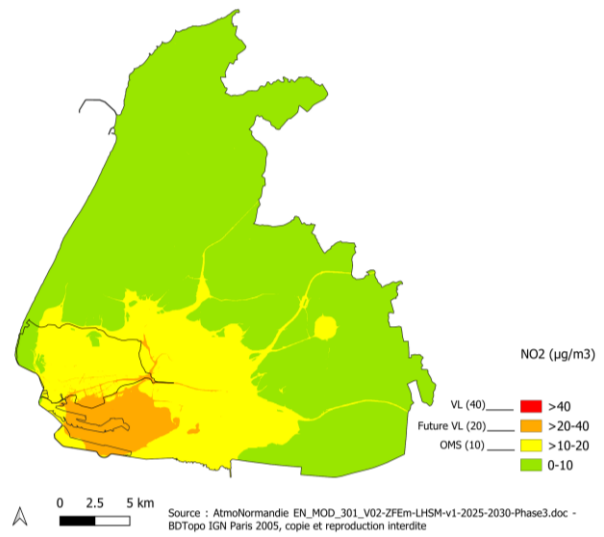 NO2 (µg/m3)
VL (40) >40
Future VL (20) >20-40
OMS (10) >10-20
0-10
0 2.5 5 km
Source : AtmoNormandie EN_MOD_301_V02-ZFEm-LHSM-v1-2025-2030-Phase3.doc -
BDTopo IGN Paris 2005, copie et reproduction interdite